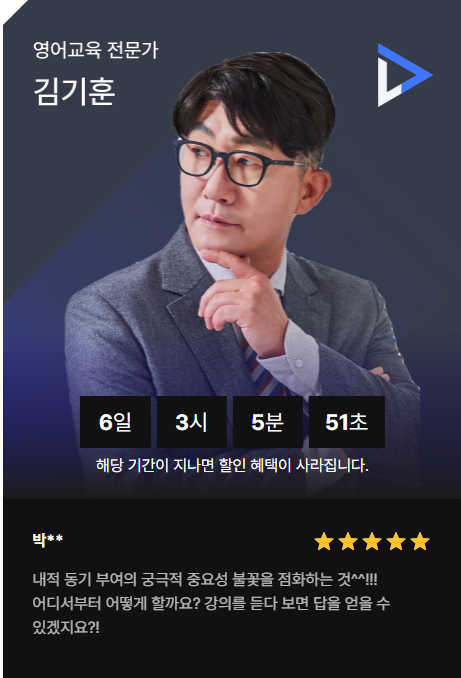 영어교육 전문가
김기훈
6일 3시 5분 51초
해당 기간이 지나면 할인 혜택이 사라집니다.
박**
내적 동기 부여의 궁극적 중요성 불꽃을 점화하는 것^^!!!
어디서부터 어떻게 할까요? 강의를 듣다 보면 답을 얻을 수
있겠지요?!